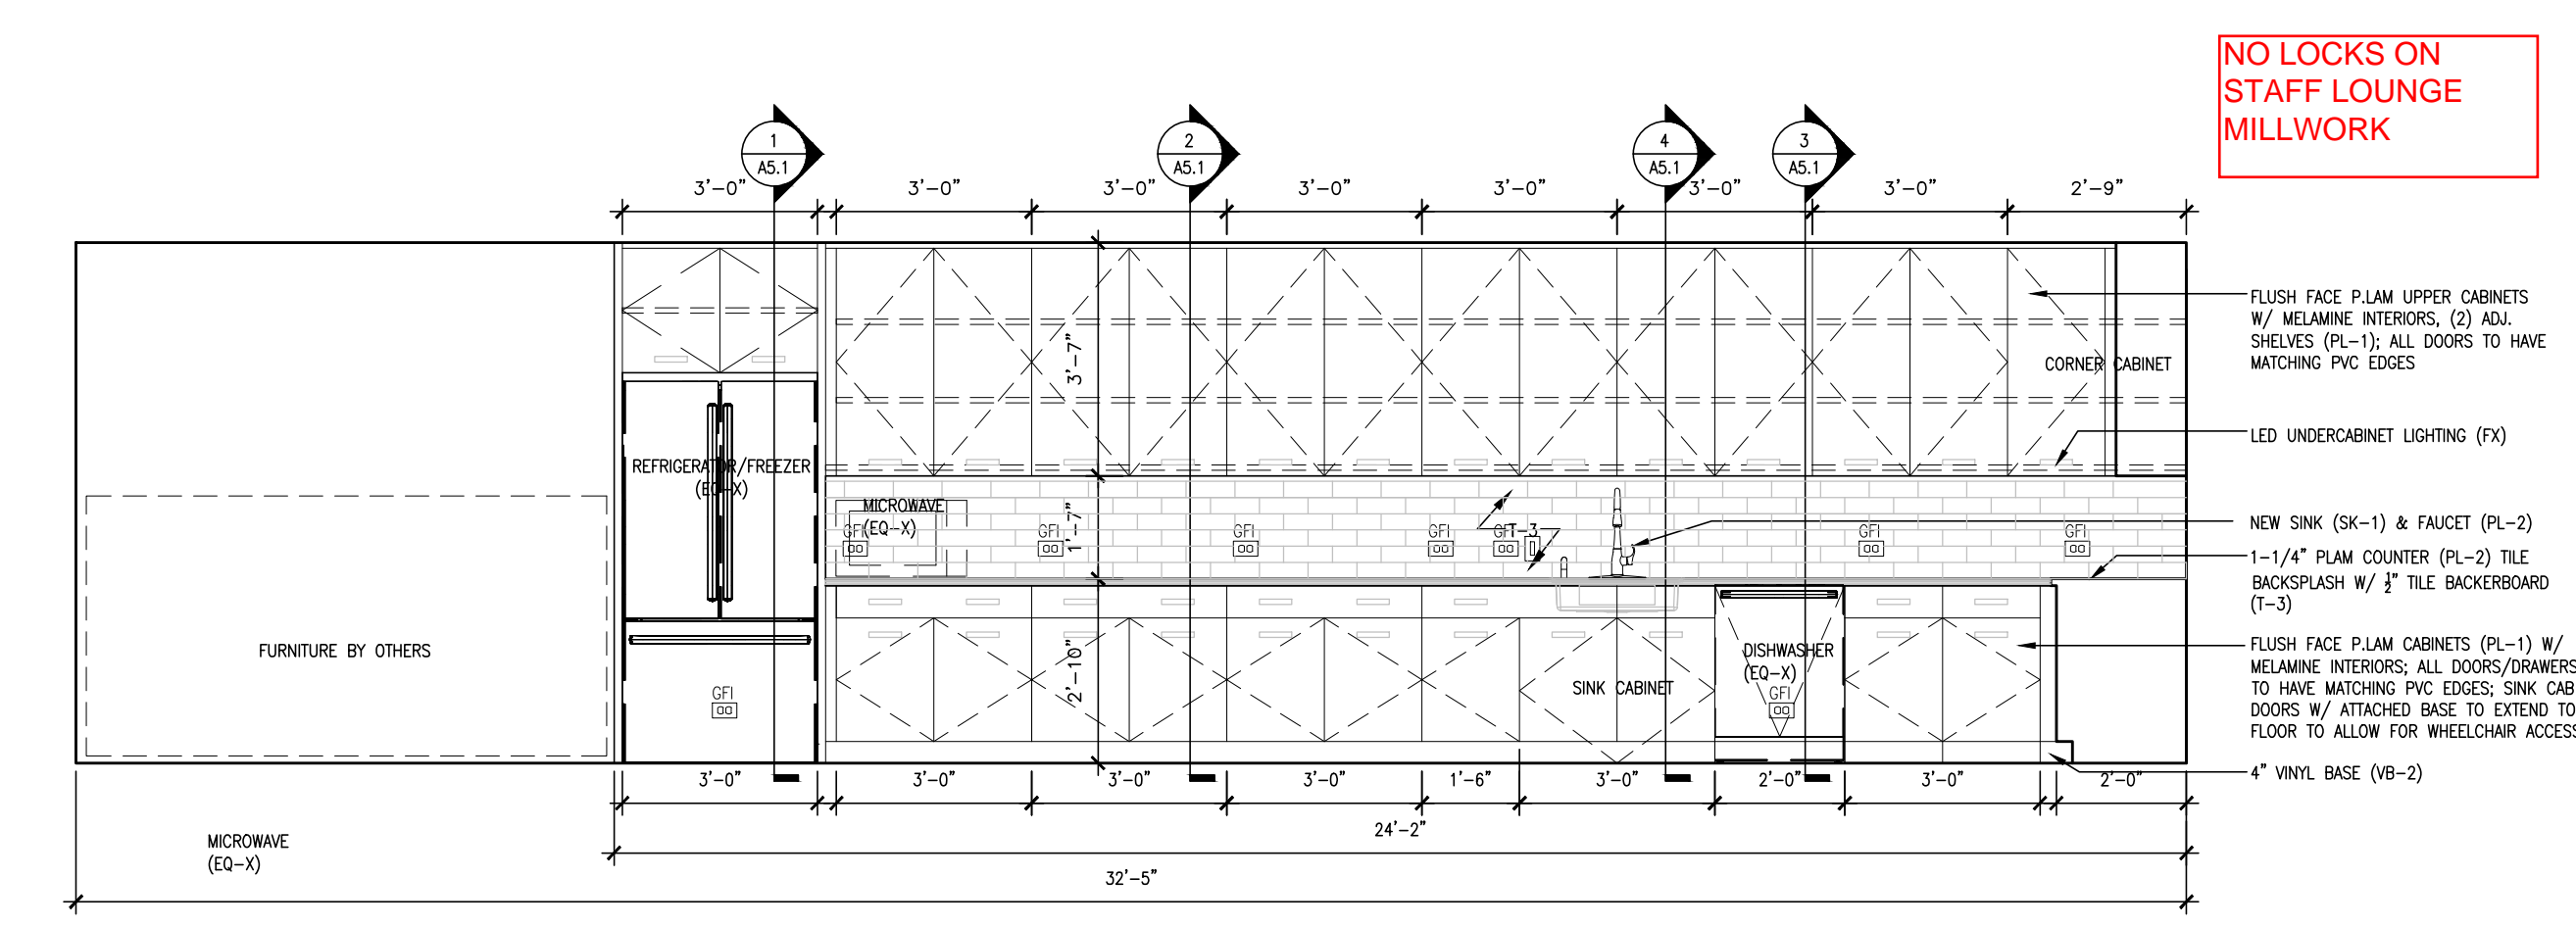 NO LOCKS ON
STAFF LOUNGE
MILLWORK
1
A5.1
2
A5.1
4
A5.1
3
A5.1
3'-0"
3'-0"
3'-0"
3'-0"
3'-0"
3'-0"
3'-0"
2'-9"
FLUSH FACE P.LAM UPPER CABINETS
W/ MELAMINE INTERIORS, (2) ADJ.
SHELVES (PL-1); ALL DOORS TO HAVE
MATCHING PVC EDGES
3'-7"
CORNER CABINET
LED UNDERCABINET LIGHTING (FX)
REFRIGERATOR/FREEZER
(EQ-X)
MICROWAVE
(EQ-X)
1'-7"
GFI
GFI
GFI
GFI
GFI
T-3
GFI
GFI
NEW SINK (SK-1) & FAUCET (PL-2)
1-1/4" PLAM COUNTER (PL-2) TILE
BACKSPLASH W/ ½" TILE BACKERBOARD
(T-3)
FURNITURE BY OTHERS
GFI
2'-10"
SINK CABINET
DISHWASHER
(EQ-X)
GFI
FLUSH FACE P.LAM CABINETS (PL-1) W/
MELAMINE INTERIORS; ALL DOORS/DRAWERS
TO HAVE MATCHING PVC EDGES; SINK CAB
DOORS W/ ATTACHED BASE TO EXTEND TO
FLOOR TO ALLOW FOR WHEELCHAIR ACCESS
4" VINYL BASE (VB-2)
3'-0"
3'-0"
3'-0"
3'-0"
1'-6"
3'-0"
2'-0"
3'-0"
2'-0"
24'-2"
MICROWAVE
(EQ-X)
32'-5"